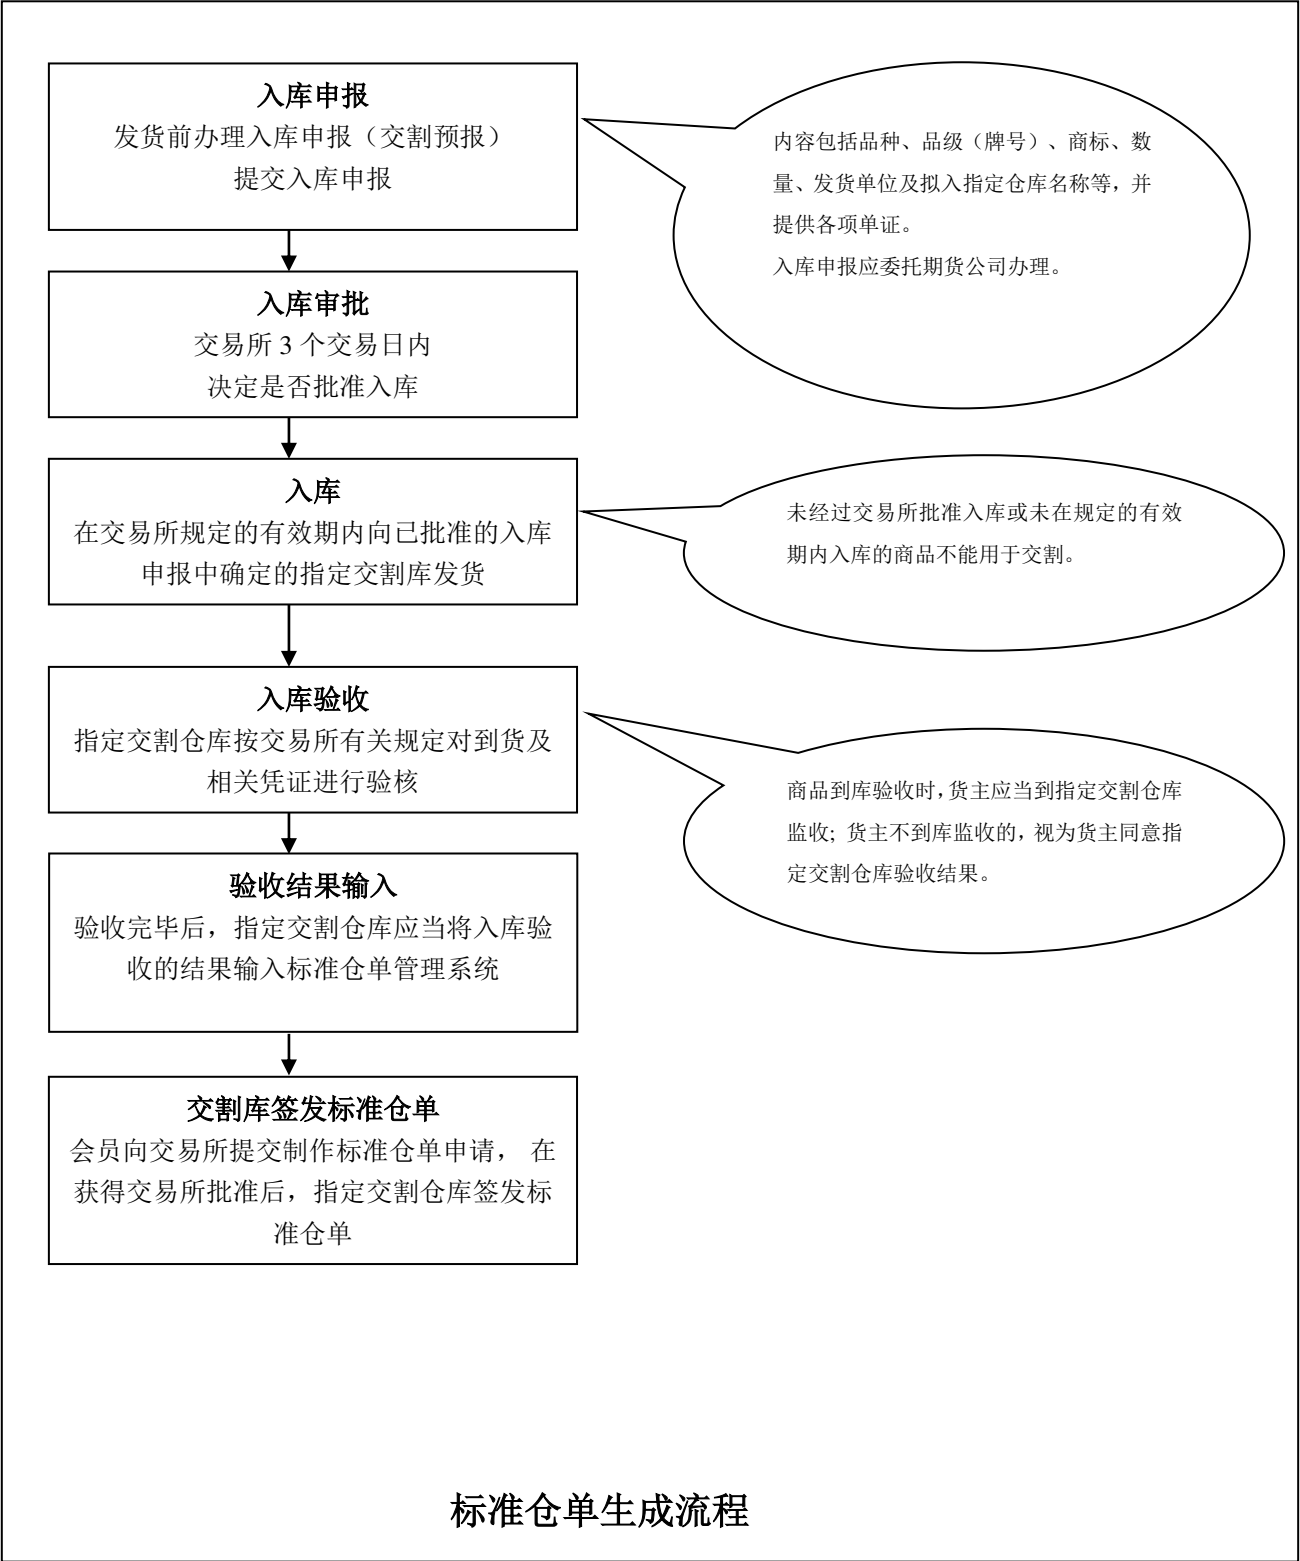 入库申报
发货前办理入库申报（交割预报）
提交入库申报
内容包括品种、品级（牌号）、商标、数
量、发货单位及拟入指定仓库名称等，并
提供各项单证。
入库申报应委托期货公司办理。
入库审批
交易所 3 个交易日内
决定是否批准入库
入库
在交易所规定的有效期内向已批准的入库
申报中确定的指定交割库发货
未经过交易所批准入库或未在规定的有效
期内入库的商品不能用于交割。
入库验收
指定交割仓库按交易所有关规定对到货及
相关凭证进行验核
商品到库验收时，货主应当到指定交割仓库
监收；货主不到库监收的，视为货主同意指
定交割仓库验收结果。
验收结果输入
验收完毕后，指定交割仓库应当将入库验
收的结果输入标准仓单管理系统
交割库签发标准仓单
会员向交易所提交制作标准仓单申请， 在
获得交易所批准后，指定交割仓库签发标
准仓单
标准仓单生成流程